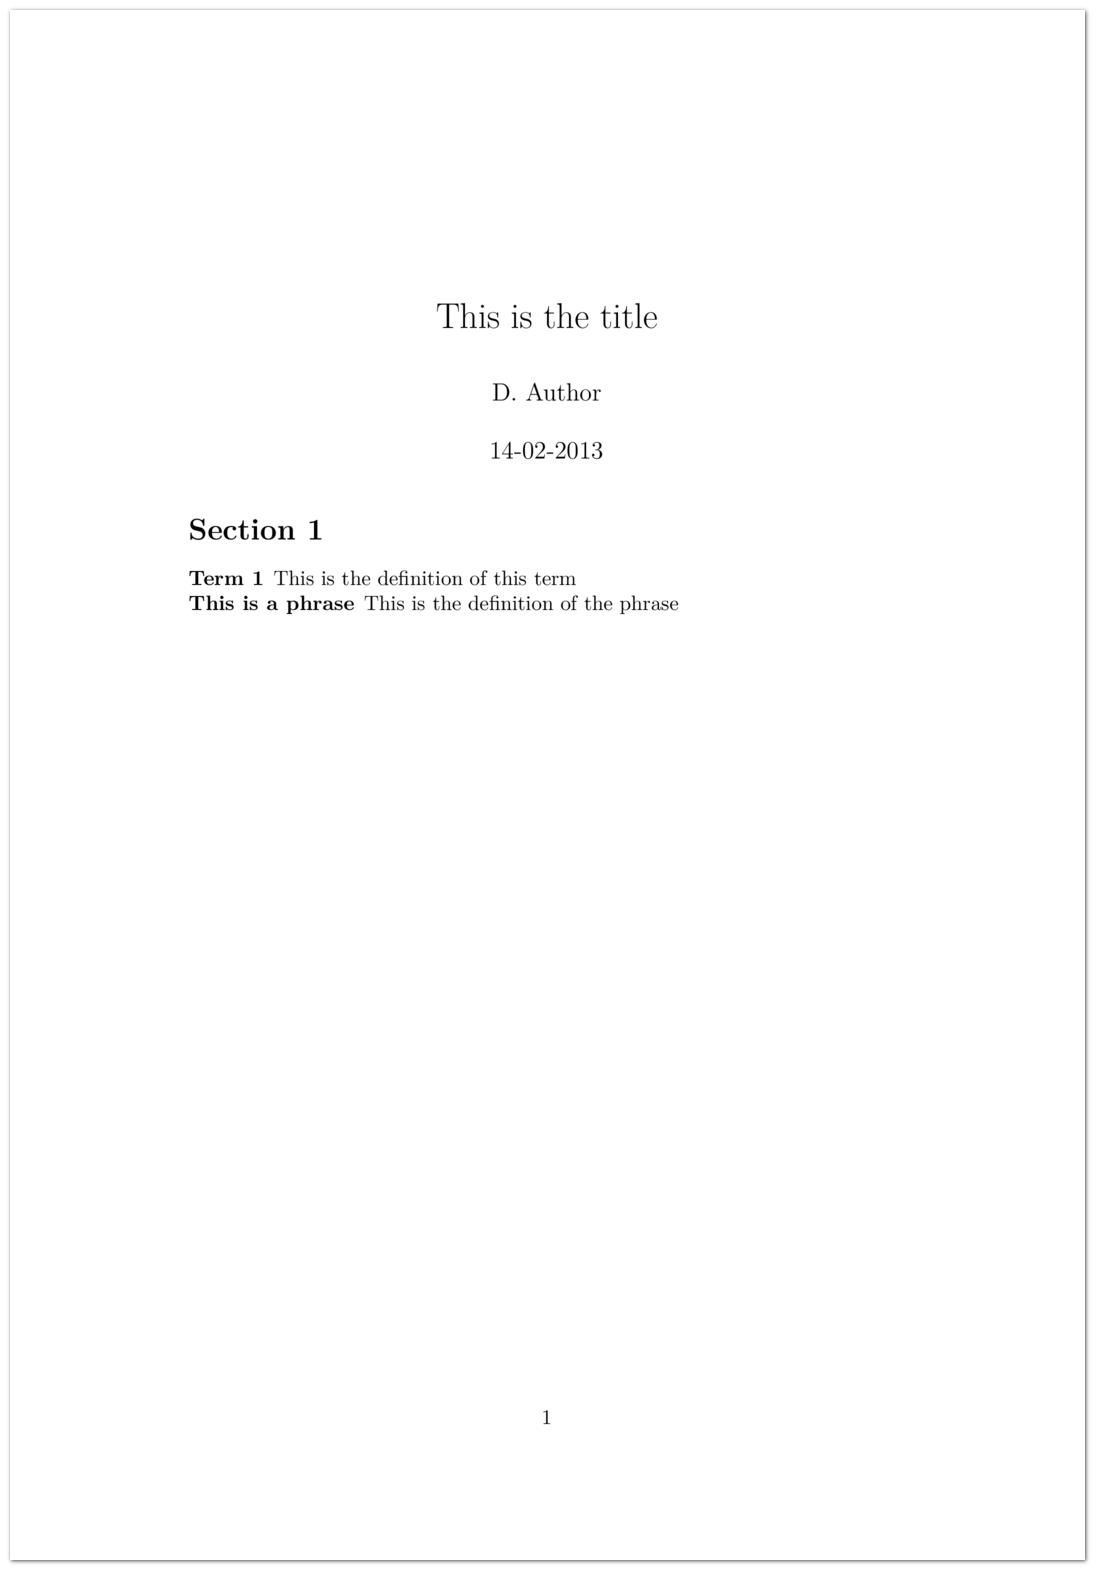 This is the title
D. Author
14-02-2013
Section 1
Term 1 This is the definition of this term
This is a phrase This is the definition of the phrase
1